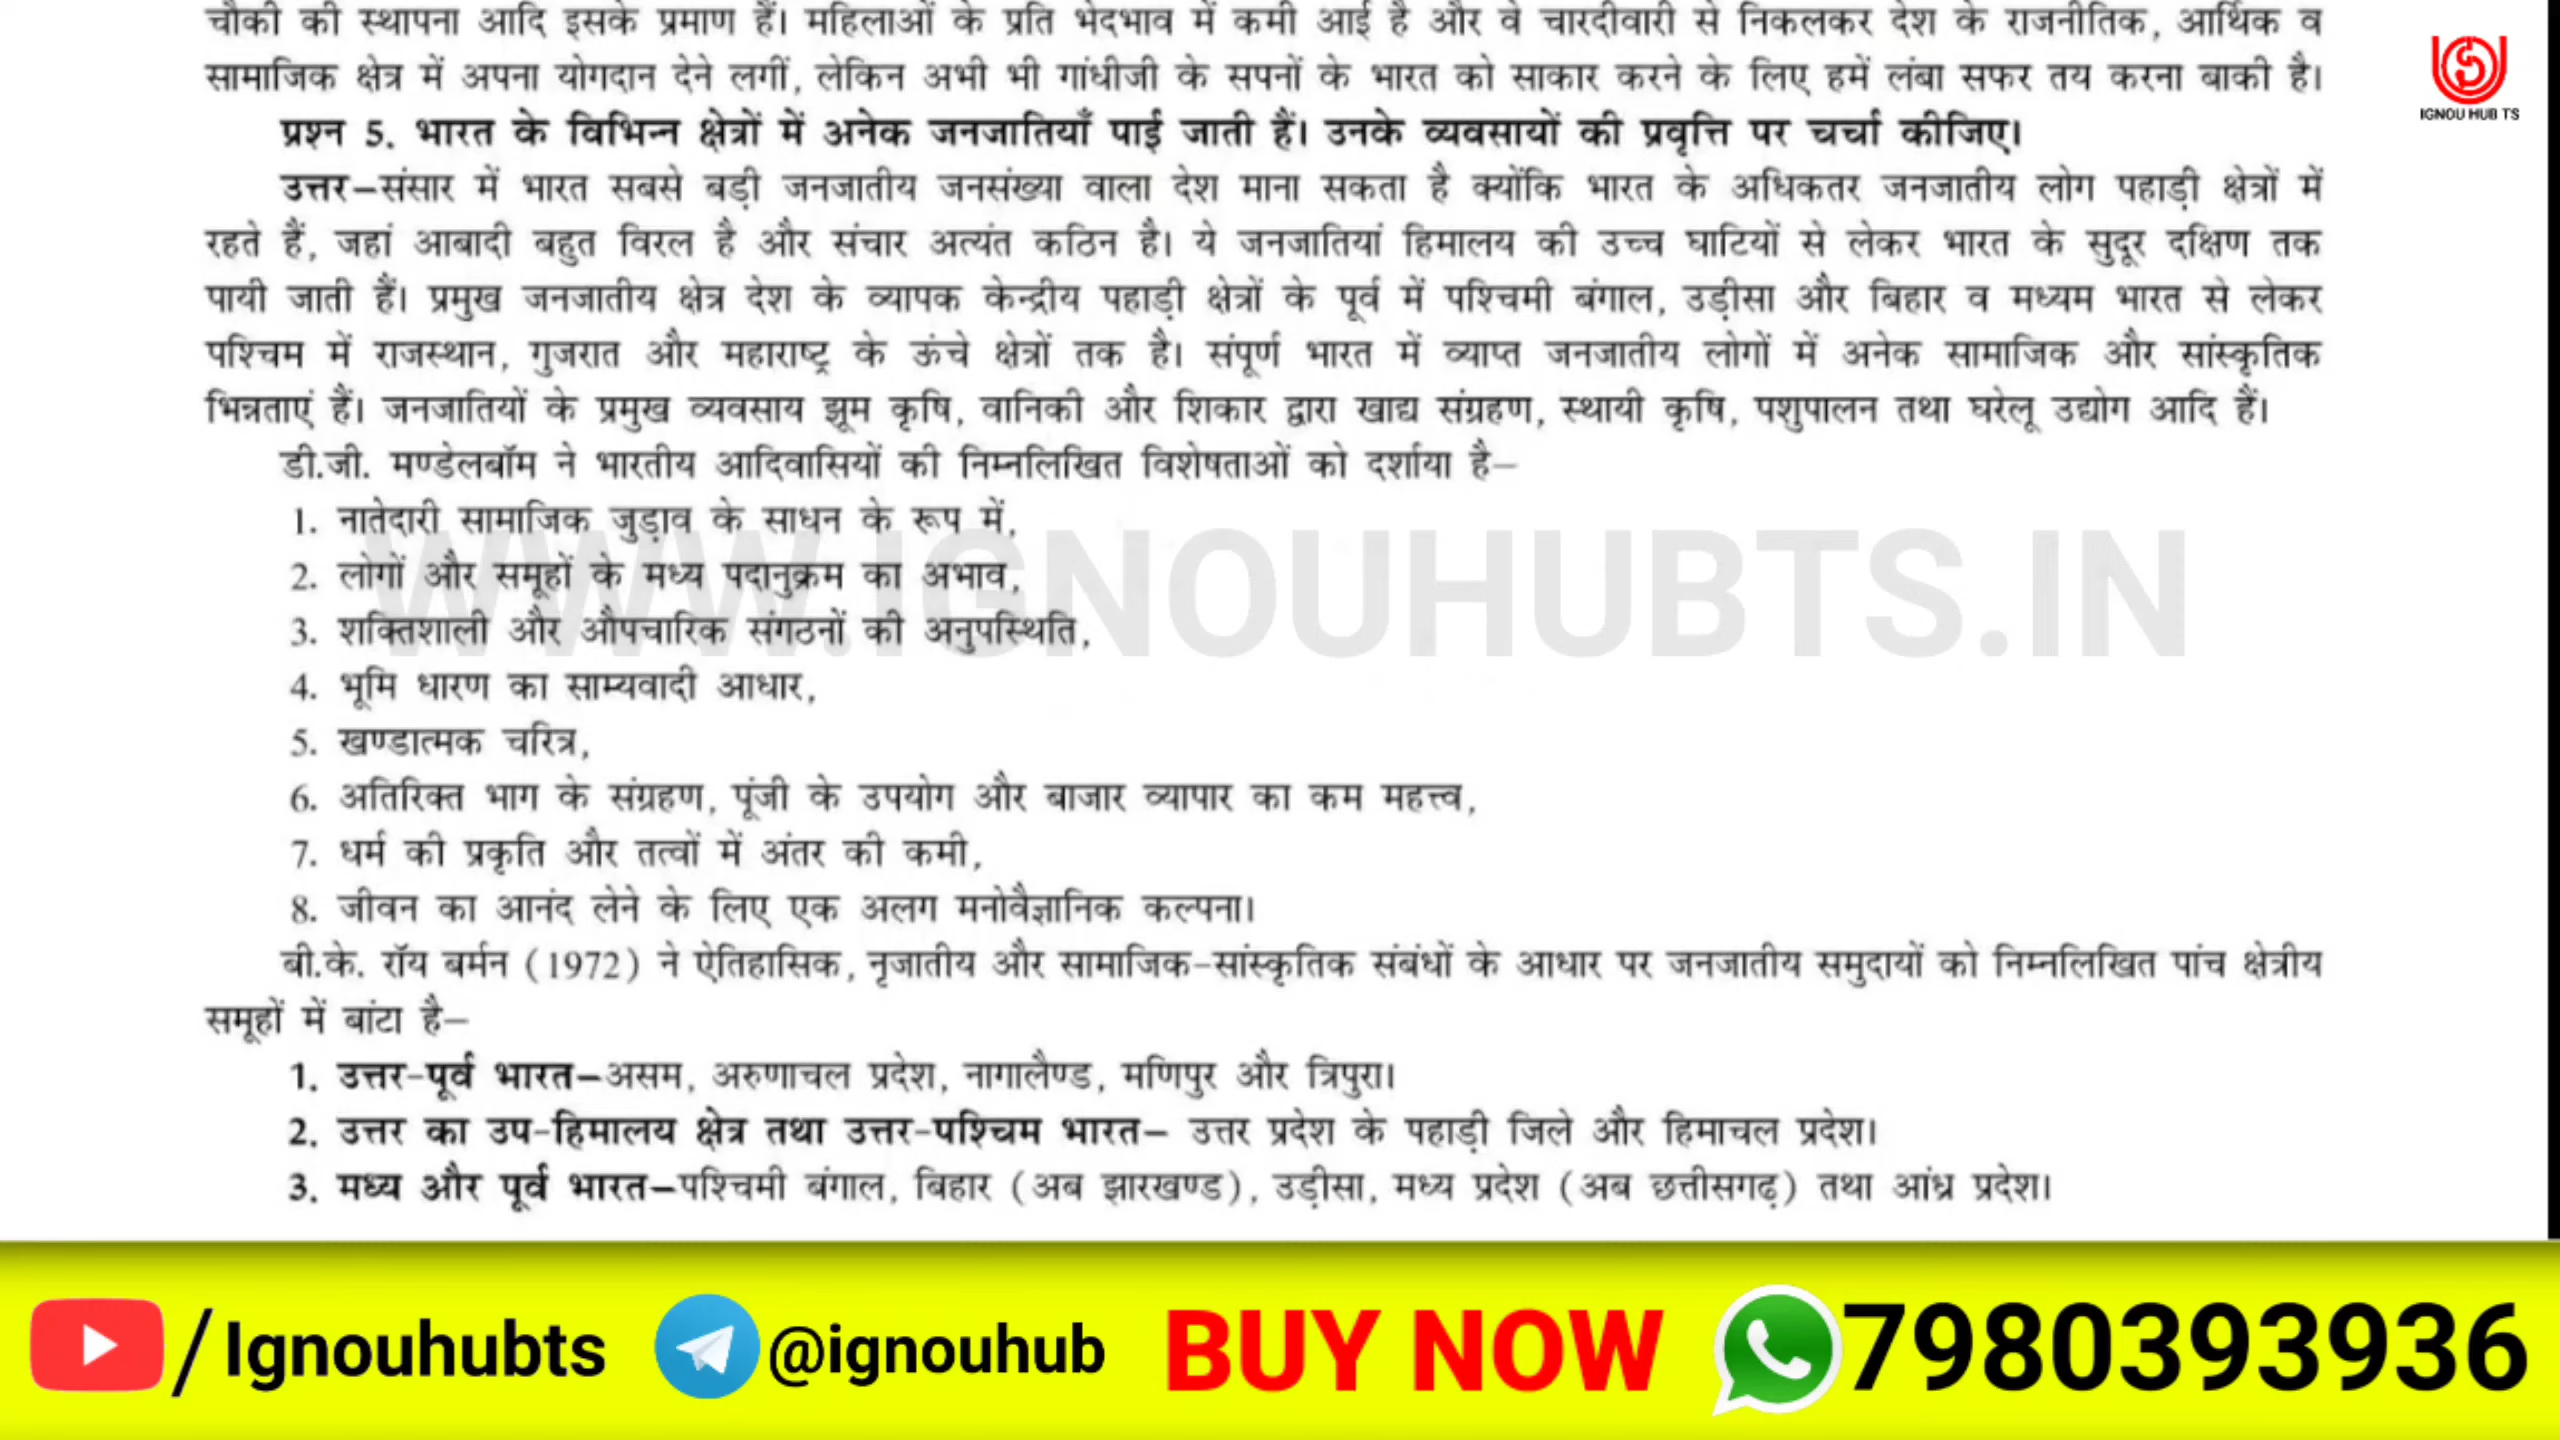 चौकी की स्थापना आदि इसके प्रमाण हैं। महिलाओं के प्रति भेदभाव में कमी आई है और वे चारदीवारी से निकलकर देश के राजनीतिक, आर्थिक व
सामाजिक क्षेत्र में अपना योगदान देने लगीं, लेकिन अभी भी गांधीजी के सपनों के भारत को साकार करने के लिए हमें लंबा सफर तय करना बाकी है।
IGNOU HUB TS
प्रश्न 5. भारत के विभिन्न क्षेत्रों में अनेक जनजातियाँ पाई जाती हैं। उनके व्यवसायों की प्रवृत्ति पर चर्चा कीजिए।
उत्तर–संसार में भारत सबसे बड़ी जनजातीय जनसंख्या वाला देश माना सकता है क्योंकि भारत के अधिकतर जनजातीय लोग पहाड़ी क्षेत्रों में
रहते हैं, जहां आबादी बहुत विरल है और संचार अत्यंत कठिन है। ये जनजातियां हिमालय की उच्च घाटियों से लेकर भारत के सुदूर दक्षिण तक
पायी जाती हैं। प्रमुख जनजातीय क्षेत्र देश के व्यापक केन्द्रीय पहाड़ी क्षेत्रों के पूर्व में पश्चिमी बंगाल, उड़ीसा और बिहार व मध्यम भारत से लेकर
पश्चिम में राजस्थान, गुजरात और महाराष्ट्र के ऊंचे क्षेत्रों तक है। संपूर्ण भारत में व्याप्त जनजातीय लोगों में अनेक सामाजिक और सांस्कृतिक
भिन्नताएं हैं। जनजातियों के प्रमुख व्यवसाय झूम कृषि, वानिकी और शिकार द्वारा खाद्य संग्रहण, स्थायी कृषि, पशुपालन तथा घरेलू उद्योग आदि हैं।
डी.जी. मण्डेलबॉम ने भारतीय आदिवासियों की निम्नलिखित विशेषताओं को दर्शाया है–
1. नातेदारी सामाजिक जुड़ाव के साधन के रूप में,
2. लोगों और समूहों के मध्य पदानुक्रम का अभाव,
WWW.IGNOUHUBTS.IN
3. शक्तिशाली और औपचारिक संगठनों की अनुपस्थिति,
4. भूमि धारण का साम्यवादी आधार,
5. खण्डात्मक चरित्र,
6. अतिरिक्त भाग के संग्रहण, पूंजी के उपयोग और बाजार व्यापार का कम महत्त्व,
7. धर्म की प्रकृति और तत्वों में अंतर की कमी,
8. जीवन का आनंद लेने के लिए एक अलग मनोवैज्ञानिक कल्पना।
बी.के. रॉय बर्मन (1972) ने ऐतिहासिक, नृजातीय और सामाजिक-सांस्कृतिक संबंधों के आधार पर जनजातीय समुदायों को निम्नलिखित पांच क्षेत्रीय
समूहों में बांटा है–
1. उत्तर-पूर्व भारत–असम, अरुणाचल प्रदेश, नागालैण्ड, मणिपुर और त्रिपुरा।
2. उत्तर का उप-हिमालय क्षेत्र तथा उत्तर-पश्चिम भारत– उत्तर प्रदेश के पहाड़ी जिले और हिमाचल प्रदेश।
3. मध्य और पूर्व भारत–पश्चिमी बंगाल, बिहार (अब झारखण्ड), उड़ीसा, मध्य प्रदेश (अब छत्तीसगढ़) तथा आंध्र प्रदेश।
/Ignouhubts @ignouhub BUY NOW 7980393936